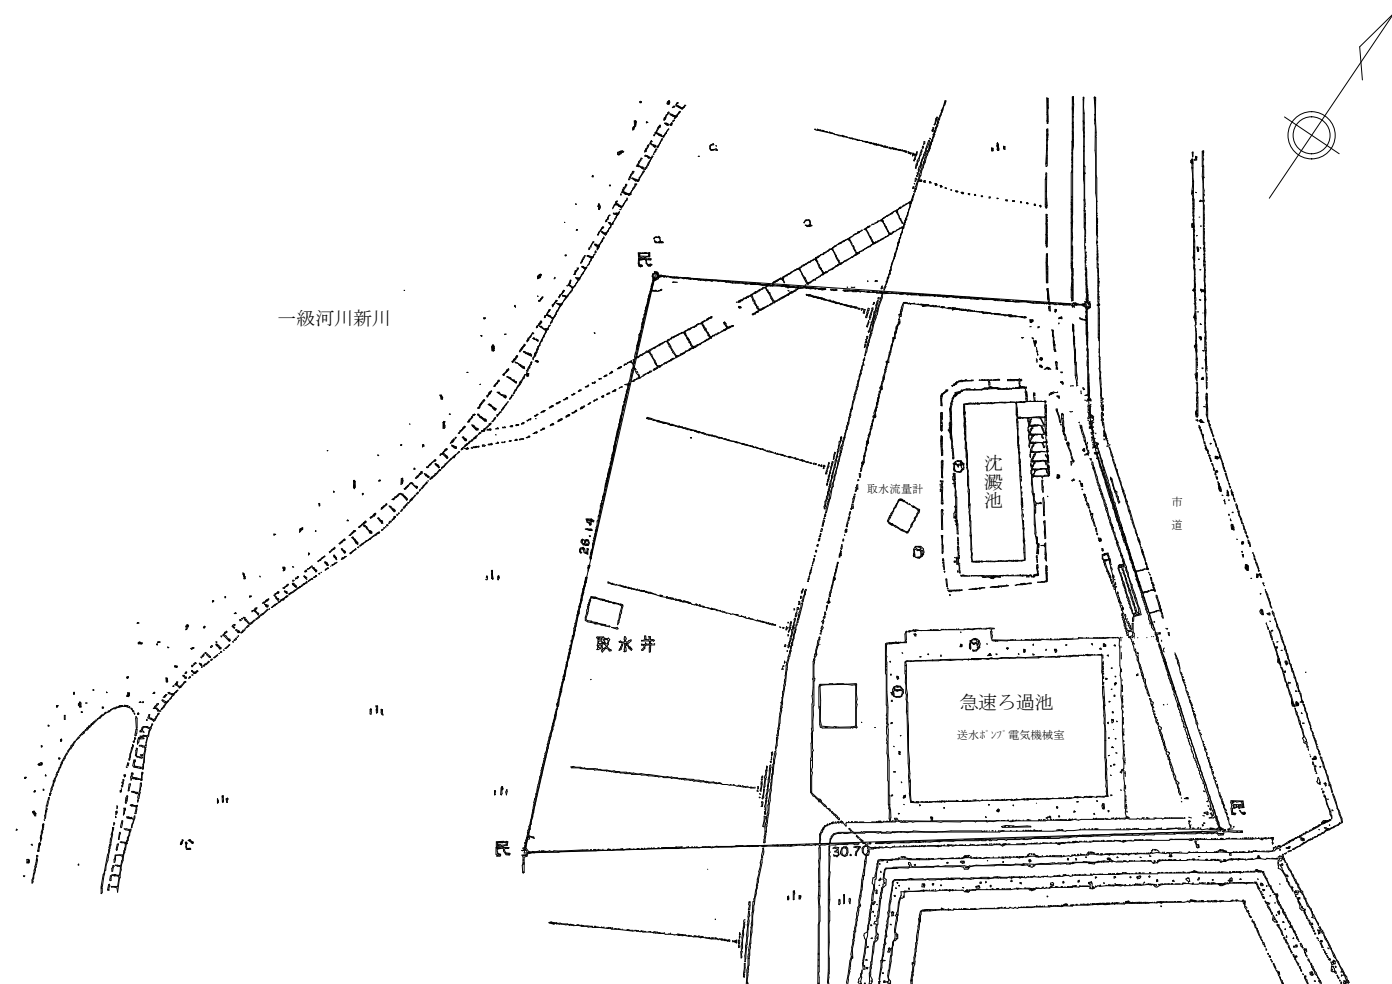 民
一級河川新川
沈澱池
取水流量計
市道
26.14
取水井
急速ろ過池
送水ポンプ電気機械室
民
民
30.70